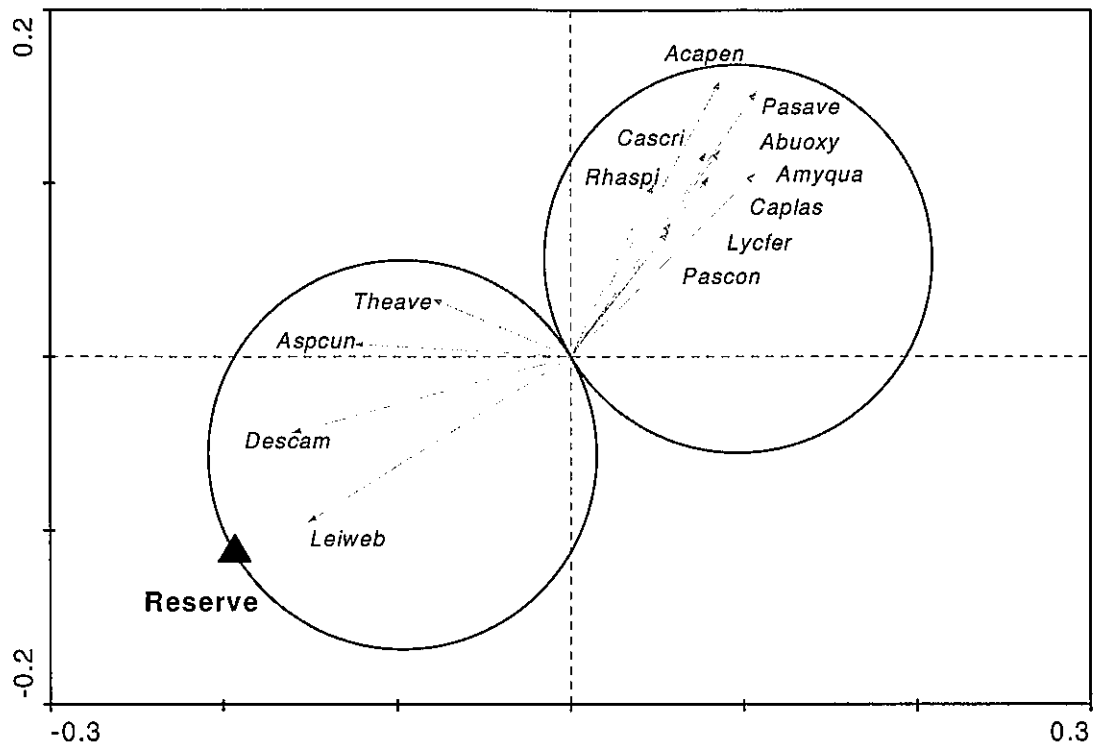 0.2
Acapen
Pasave
Cascri
Abuoxy
Rhaspi
Amyqua
Caplas
Lycfer
Pascon
Theave
Aspcun
Descam
Leiweb
Reserve
-0.2
-0.3
0.3